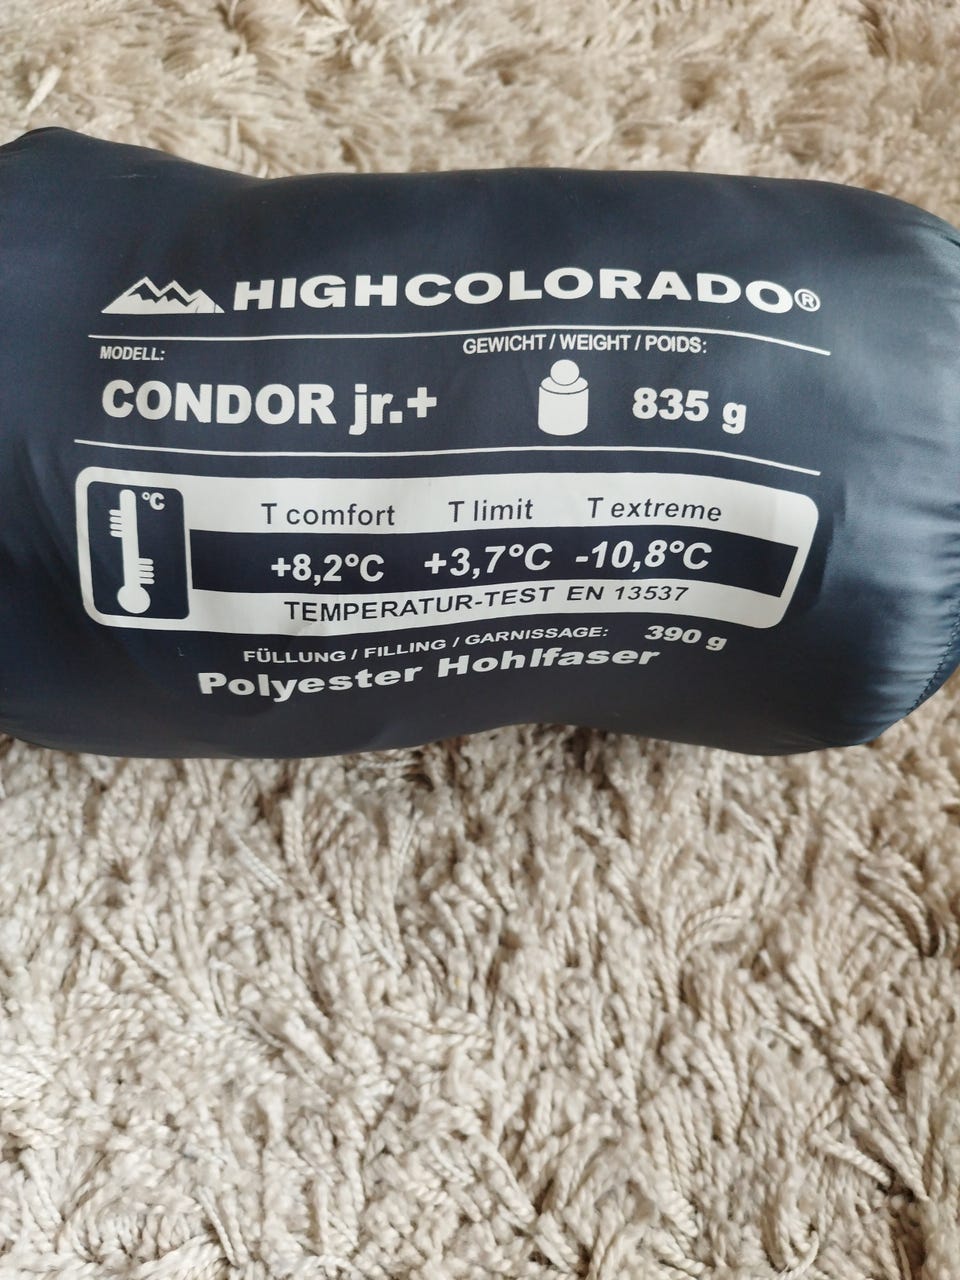 HIGHCOLORADO®
MODELL:
CONDOR jr.+
GEWICHT / WEIGHT / POIDS:
835 g
°C
T comfort T limit T extreme
+8,2°C +3,7°C -10,8°C
TEMPERATUR-TEST EN 13537
FÜLLUNG / FILLING / GARNISSAGE: 390 g
Polyester Hohlfaser